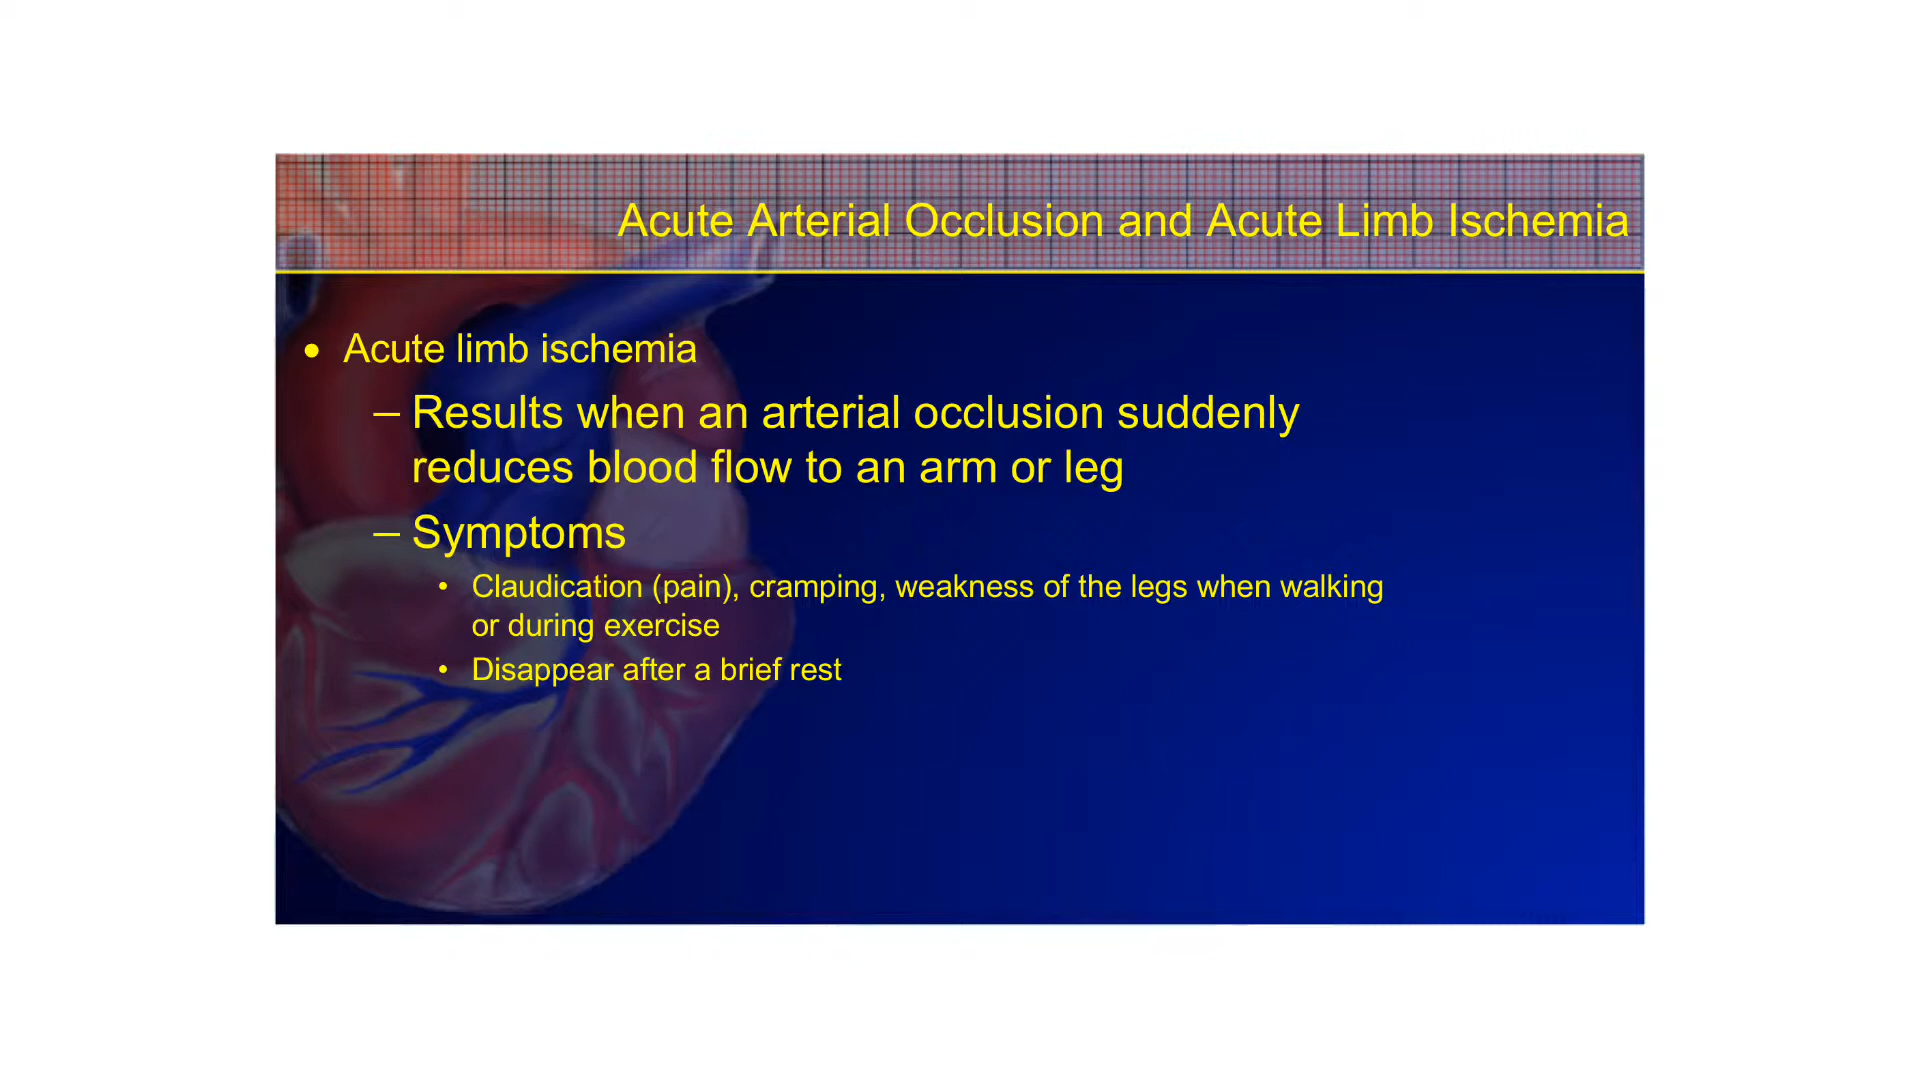 Acute Arterial Occlusion and Acute Limb Ischemia
• Acute limb ischemia
– Results when an arterial occlusion suddenly
reduces blood flow to an arm or leg
– Symptoms
• Claudication (pain), cramping, weakness of the legs when walking
or during exercise
• Disappear after a brief rest